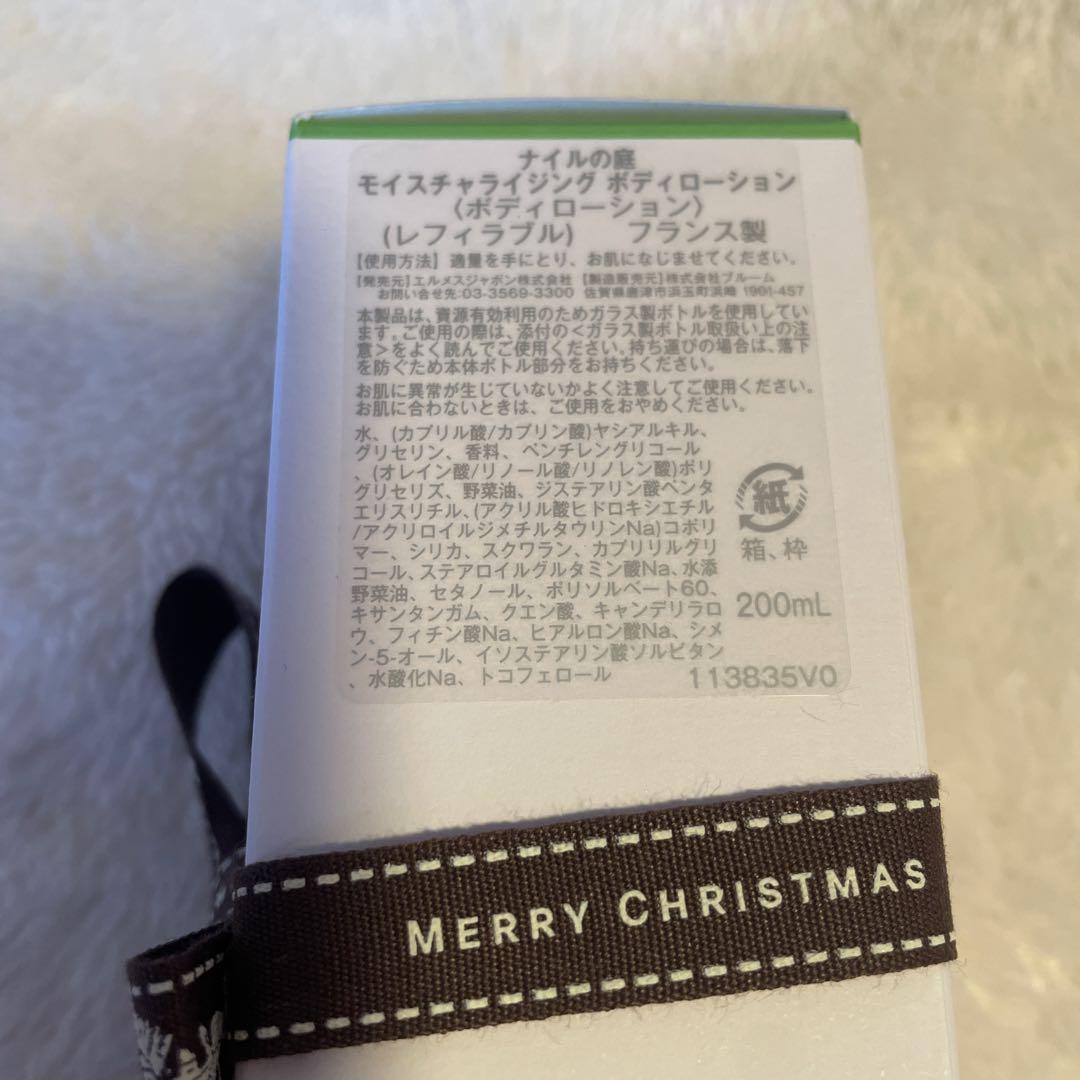 ナイルの庭
モイスチャライジング ボディローション
〈ボディローション〉
(レフィラブル) フランス製
【使用方法】適量を手にとり、お肌になじませてください。
【発売元】エルメスジャポン株式会社 【製造販売元】株式会社ブルーム
お問い合せ先:03-3569-3300 佐賀県唐津市浜玉町浜崎 1901-457
本製品は、資源有効利用のためガラス製ボトルを使用してい
ます。ご使用の際は、添付の<ガラス製ボトル取扱い上の注
意>をよく読んでご使用ください。持ち運びの場合は、落下
を防ぐため本体ボトル部分をお持ちください。
お肌に異常が生じていないかよく注意してご使用ください。
お肌に合わないときは、ご使用をおやめください。
水、(カプリル酸/カプリン酸)ヤシアルキル、
グリセリン、香料、ペンチレングリコール
、(オレイン酸/リノール酸/リノレン酸)ポリ
グリセリズ、野菜油、ジステアリン酸ペンタ
エリスリチル、(アクリル酸ヒドロキシエチル
/アクリロイルジメチルタウリンNa)コポリ
マー、シリカ、スクワラン、カプリリルグリ
コール、ステアロイルグルタミン酸Na、水添
野菜油、セタノール、ポリソルベート60、
キサンタンガム、クエン酸、キャンデリラロ
ウ、フィチン酸Na、ヒアルロン酸Na、シメ
ン-5-オール、イソステアリン酸ソルビタン
、水酸化Na、トコフェロール
紙
箱、枠
200mL
113835V0
MERRY CHRISTMAS